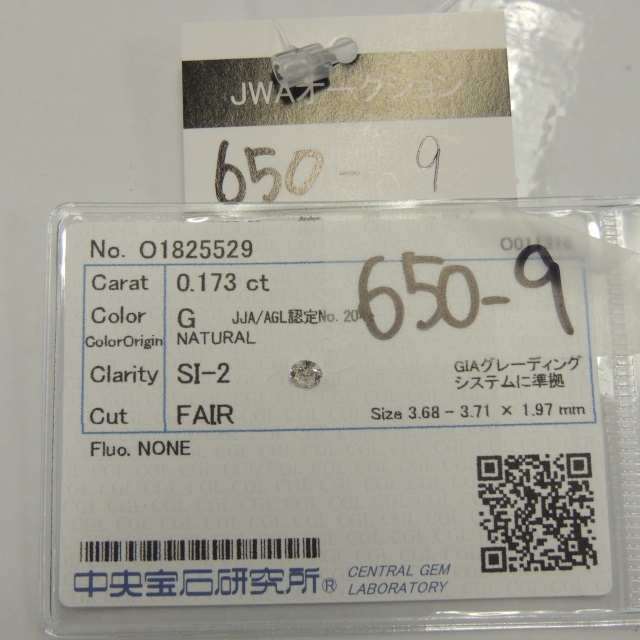 JWAオークション
650-9
No. O1825529
Carat 0.173 ct
650-9
Color G JJA/AGL認定No.
ColorOrigin NATURAL
Clarity SI-2
GIAグレーディング
システムに準拠
Cut FAIR Size 3.68 - 3.71 × 1.97 mm
Fluo. NONE
中央宝石研究所® CENTRAL GEM
LABORATORY